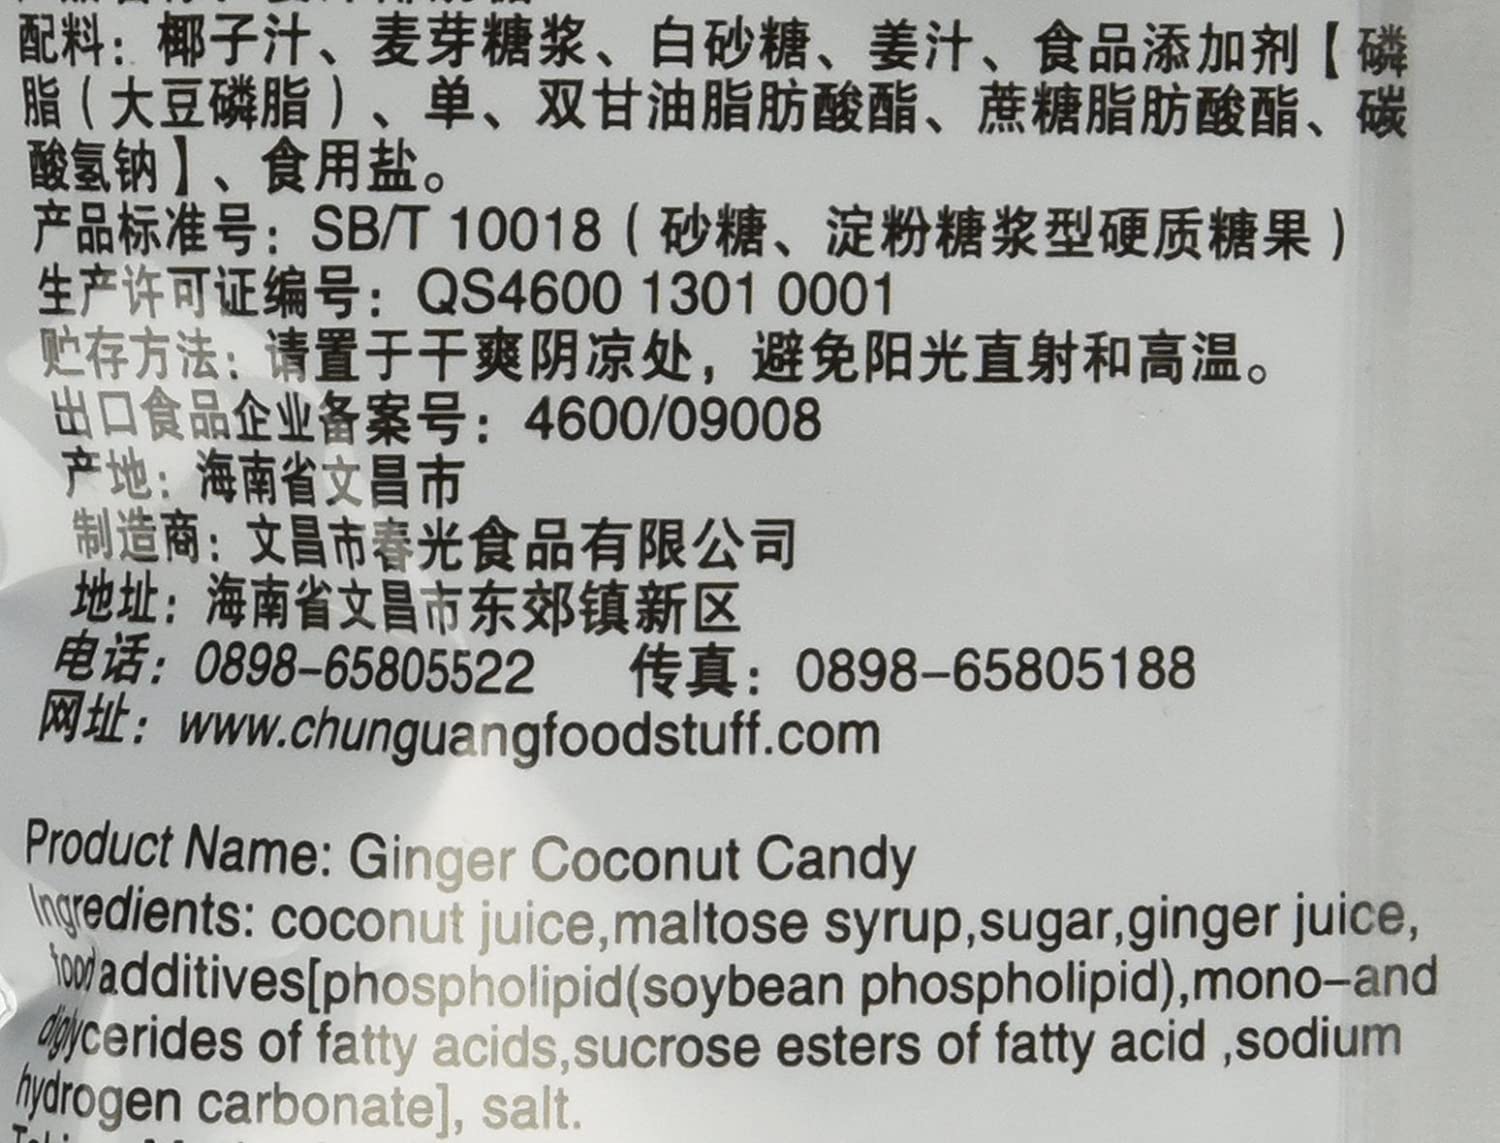 配料：椰子汁、麦芽糖浆、白砂糖、姜汁、食品添加剂【磷
脂（大豆磷脂）、单、双甘油脂肪酸酯、蔗糖脂肪酸酯、碳
酸氢钠】、食用盐。
产品标准号：SB/T 10018（砂糖、淀粉糖浆型硬质糖果）
生产许可证编号：QS4600 1301 0001
贮存方法：请置于干爽阴凉处，避免阳光直射和高温。
出口食品企业备案号：4600/09008
产地：海南省文昌市
制造商：文昌市春光食品有限公司
地址：海南省文昌市东郊镇新区
电话：0898-65805522 传真：0898-65805188
网址：www.chunguangfoodstuff.com
Product Name: Ginger Coconut Candy
Ingredients: coconut juice,maltose syrup,sugar,ginger juice,
food additives[phospholipid(soybean phospholipid),mono-and
diglycerides of fatty acids,sucrose esters of fatty acid ,sodium
hydrogen carbonate], salt.